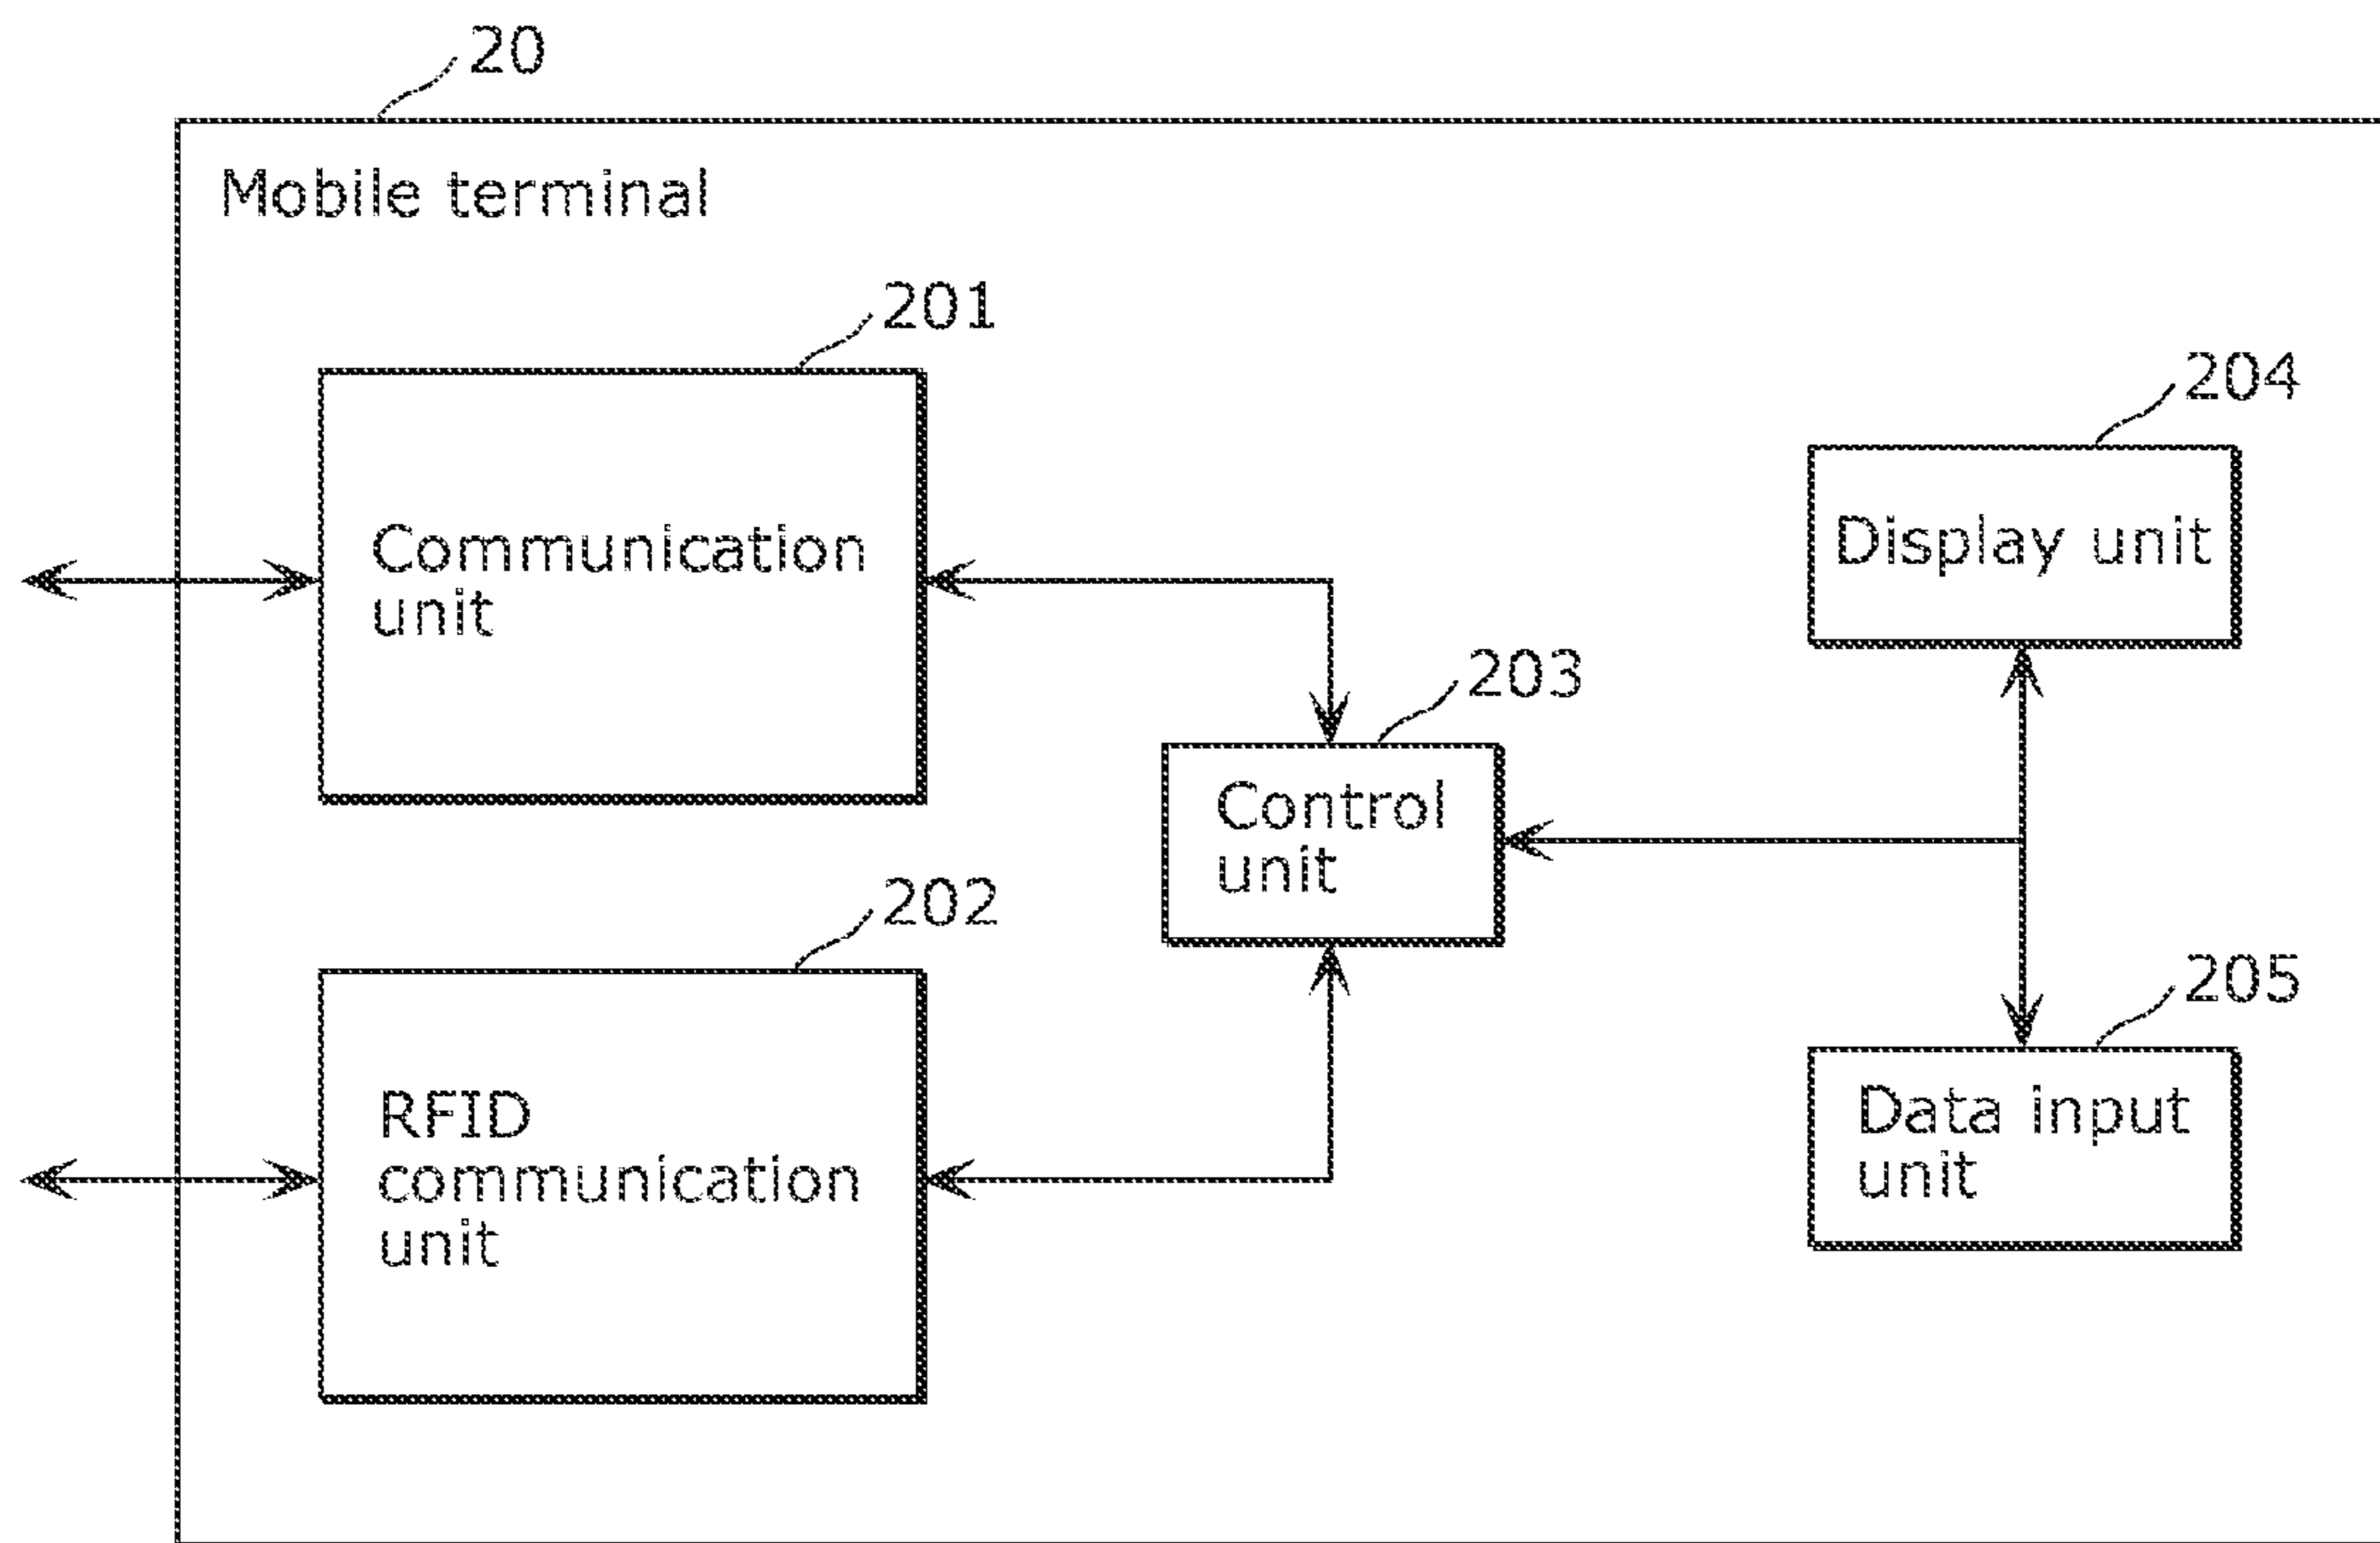 20
Mobile terminal
201
Communication
unit
204
Display unit
203
Control
unit
202
RFID
communication
unit
205
Data input
unit